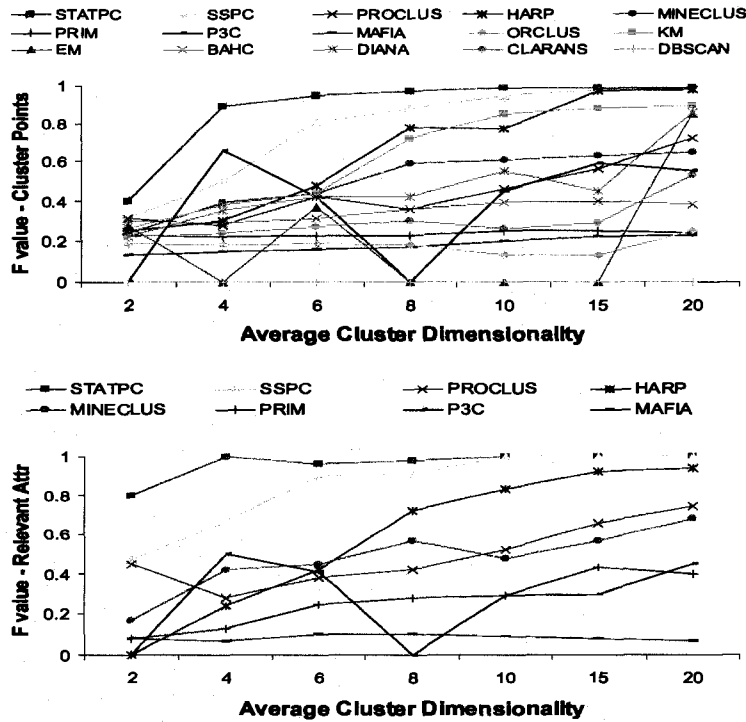 STATPC SSPC PROCLUS HARP MINECLUS
PRIM P3C MAFIA ORCLUS KM
EM BAHC DIANA CLARANS DBSCAN
F value - Cluster Points
1
0.8
0.6
0.4
0.2
0
2 4 6 8 10 15 20
Average Cluster Dimensionality
STATPC SSPC PROCLUS HARP
MINECLUS PRIM P3C MAFIA
F value - Relevant Attr
1
0.8
0.6
0.4
0.2
0
2 4 6 8 10 15 20
Average Cluster Dimensionality